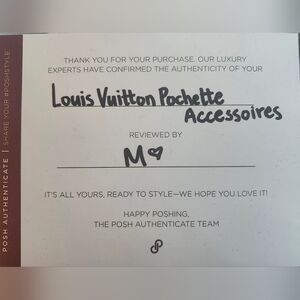 THANK YOU FOR YOUR PURCHASE. OUR LUXURY
EXPERTS HAVE CONFIRMED THE AUTHENTICITY OF YOUR
Louis Vuitton Pochette
Accessoires
REVIEWED BY
M
IT'S ALL YOURS, READY TO STYLE—WE HOPE YOU LOVE IT!
HAPPY POSHING,
THE POSH AUTHENTICATE TEAM
POSH AUTHENTICATE | SHARE YOUR #POSHSTYLE